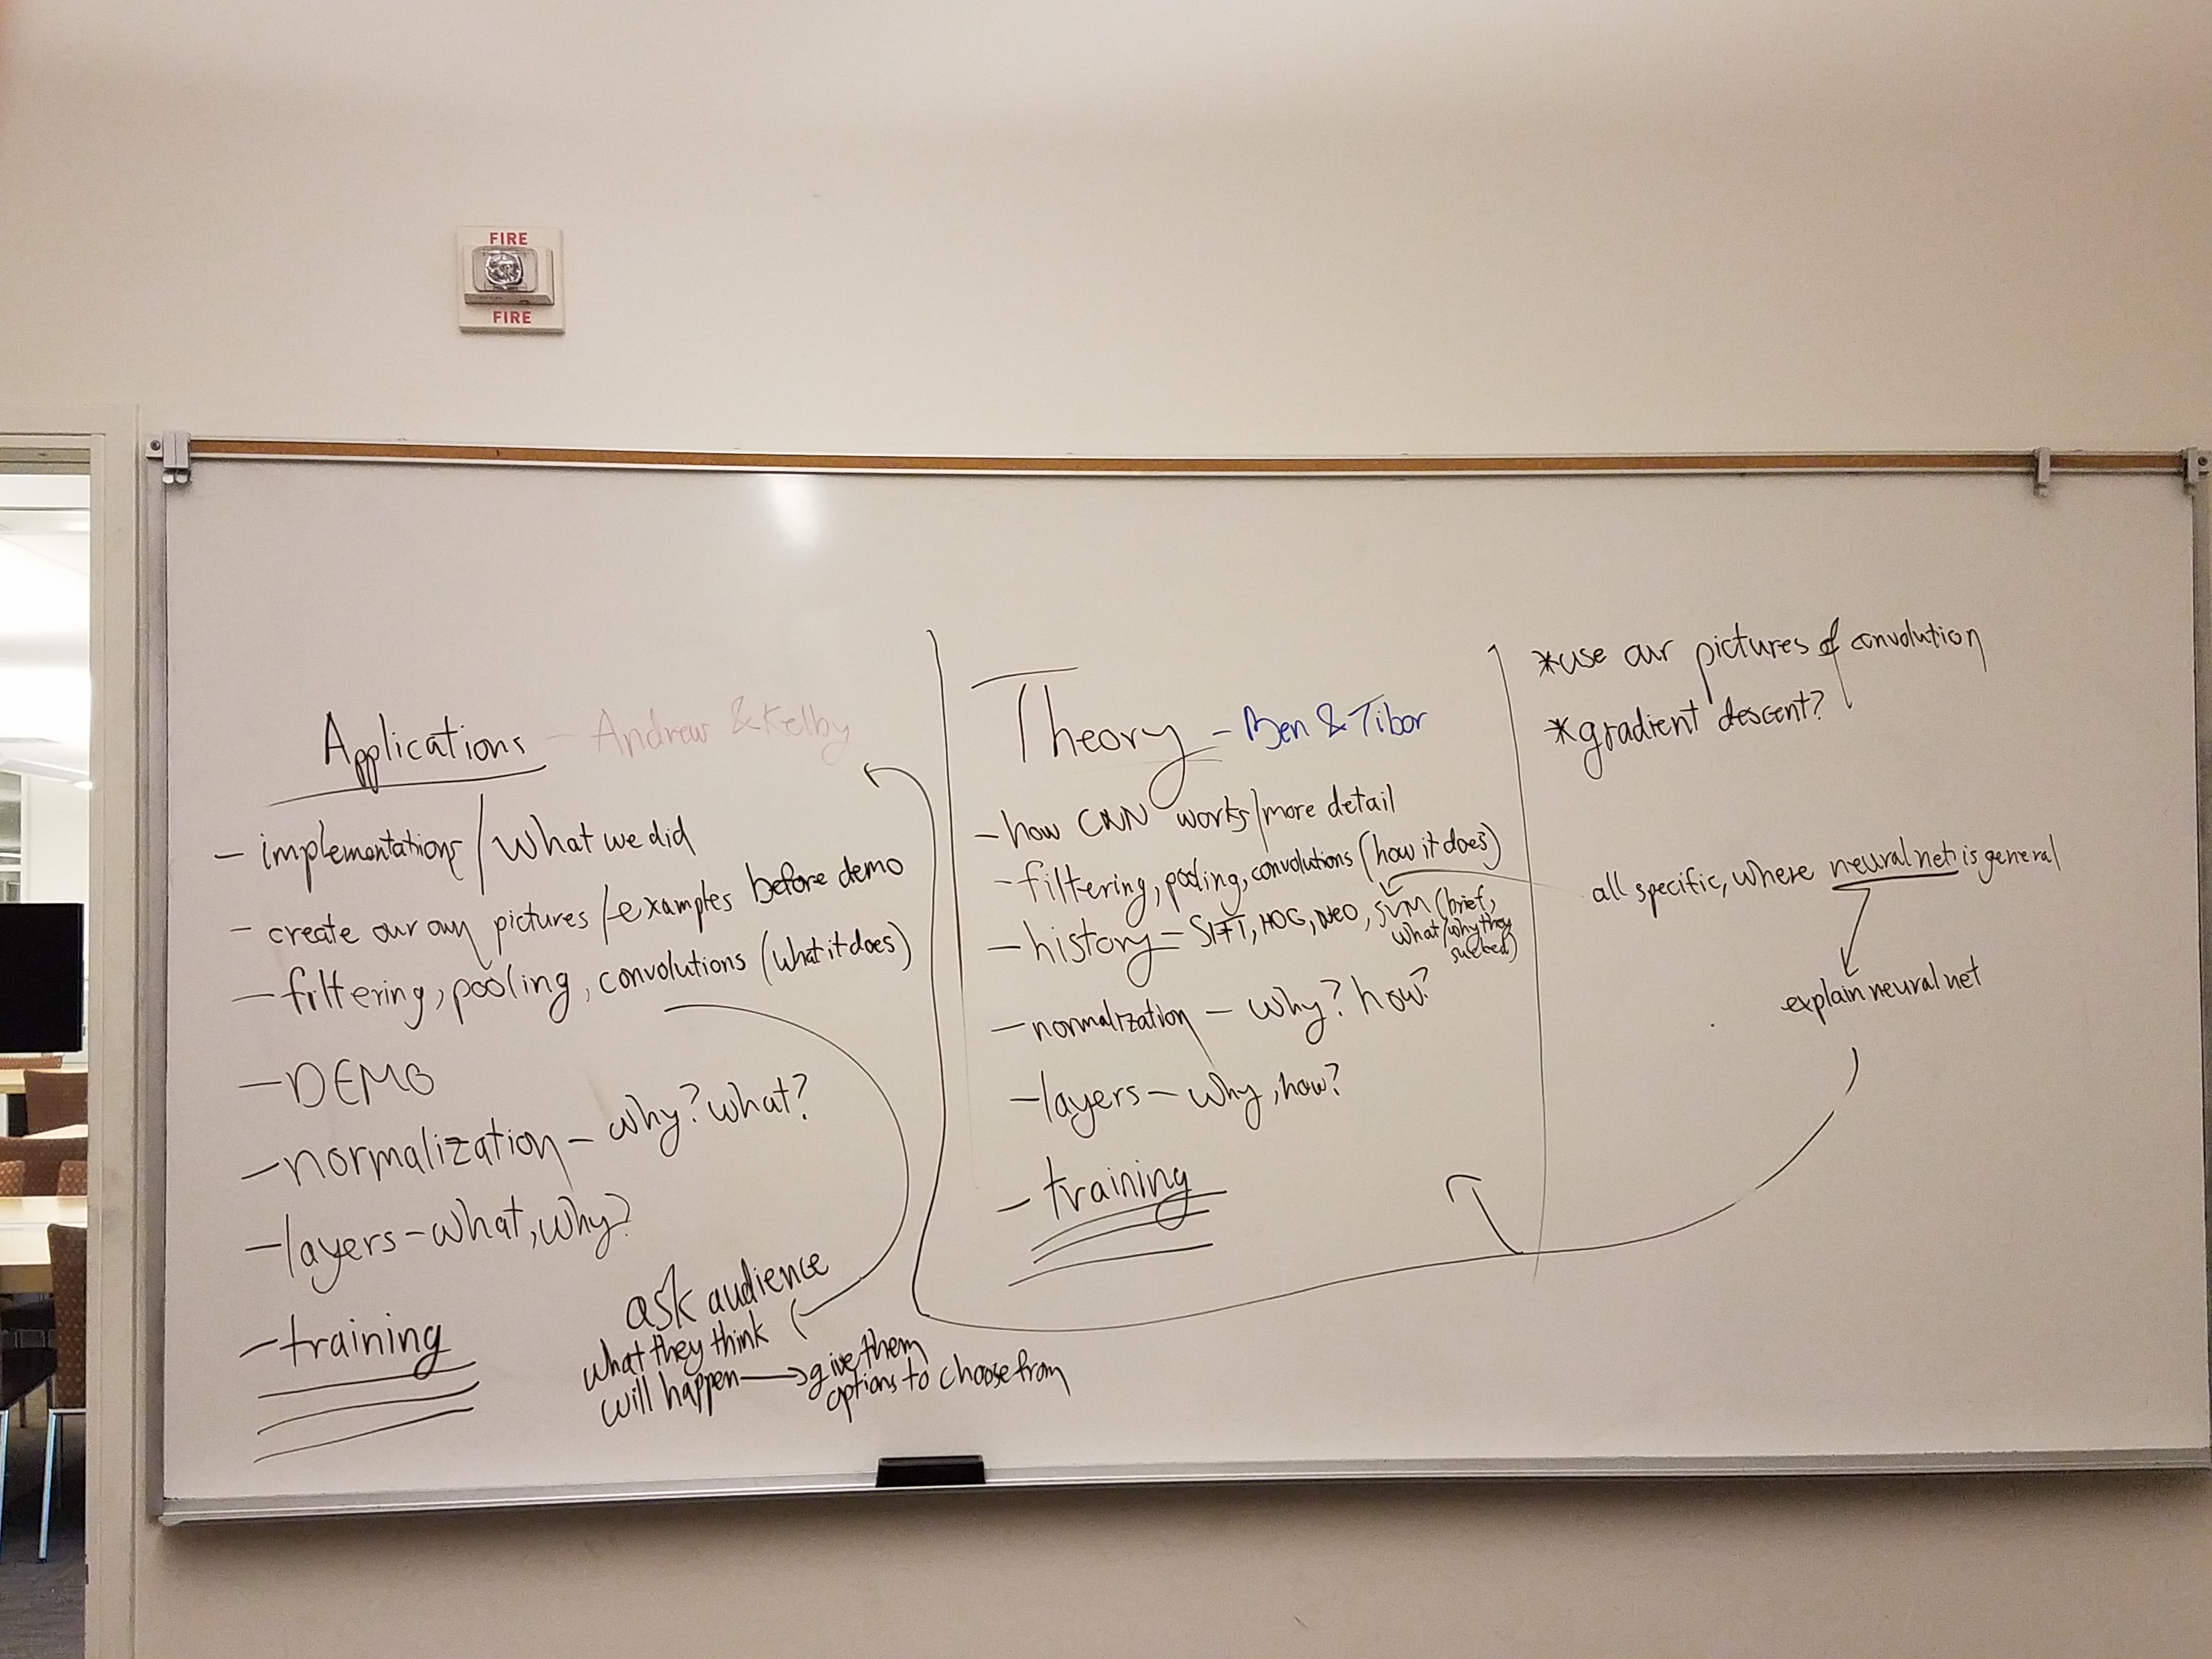 FIRE
FIRE
Applications - Andrew & Kelby
- implementations / What we did
- create our own pictures / examples before demo
- filtering, pooling, convolutions (what it does)
- DEMO
- normalization - why? what?
- layers - what, why?
- training
ask audience
what they think
will happen → give them
options to choose from
Theory - Ben & Tibor
- how CNN works / more detail
- filtering, pooling, convolutions (how it does)
- history = SIFT, HOG, SVM (brief,
what/why they
sucked)
- normalization - why? how?
- layers - why, how?
- training
*use our pictures of convolution
*gradient descent?
all specific, where neural net is general
explain neural net